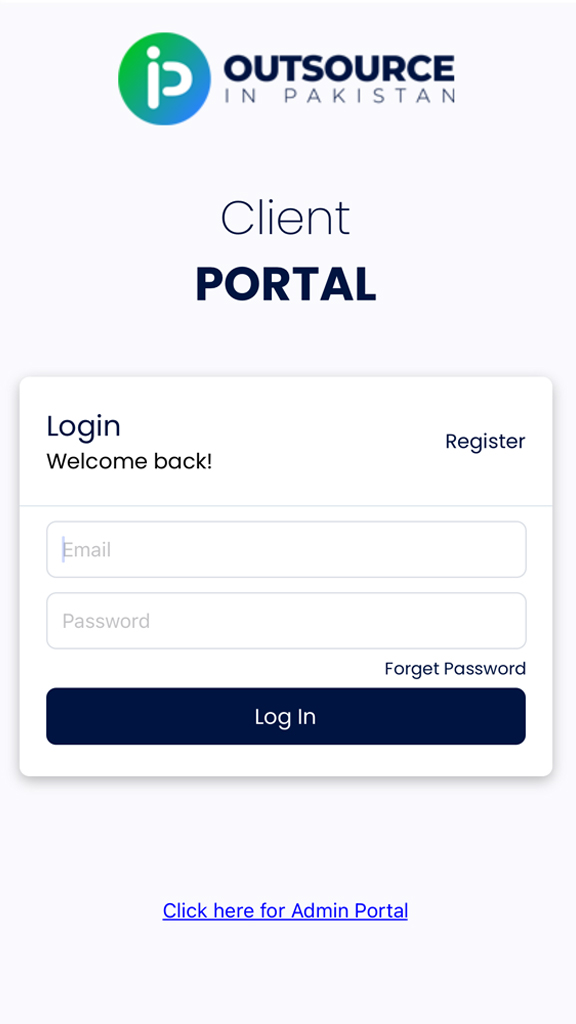 OUTSOURCE
IN PAKISTAN
Client
PORTAL
Login
Welcome back!
Register
Email
Password
Forget Password
Log In
Click here for Admin Portal